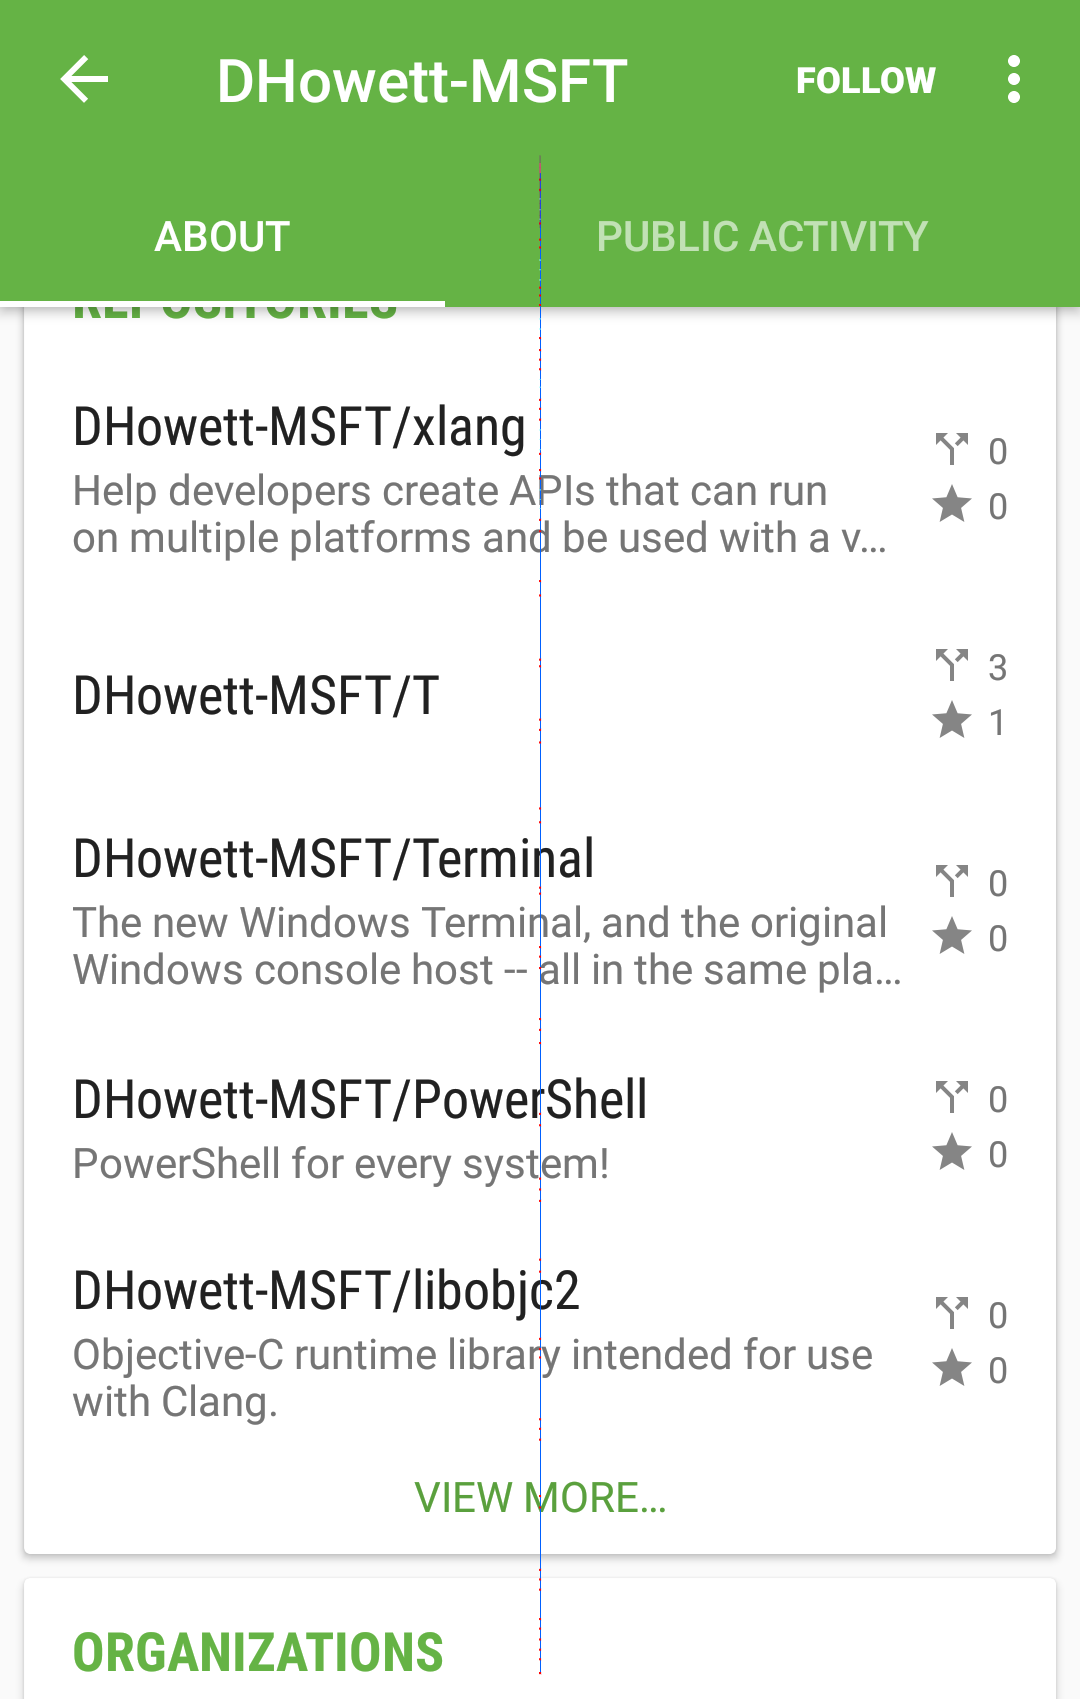 DHowett-MSFT FOLLOW
ABOUT PUBLIC ACTIVITY
REPOSITORIES
DHowett-MSFT/xlang
Help developers create APIs that can run
on multiple platforms and be used with a v...
0
0
DHowett-MSFT/T
3
1
DHowett-MSFT/Terminal
The new Windows Terminal, and the original
Windows console host -- all in the same pla...
0
0
DHowett-MSFT/PowerShell
PowerShell for every system!
0
0
DHowett-MSFT/libobjc2
Objective-C runtime library intended for use
with Clang.
0
0
VIEW MORE...
ORGANIZATIONS